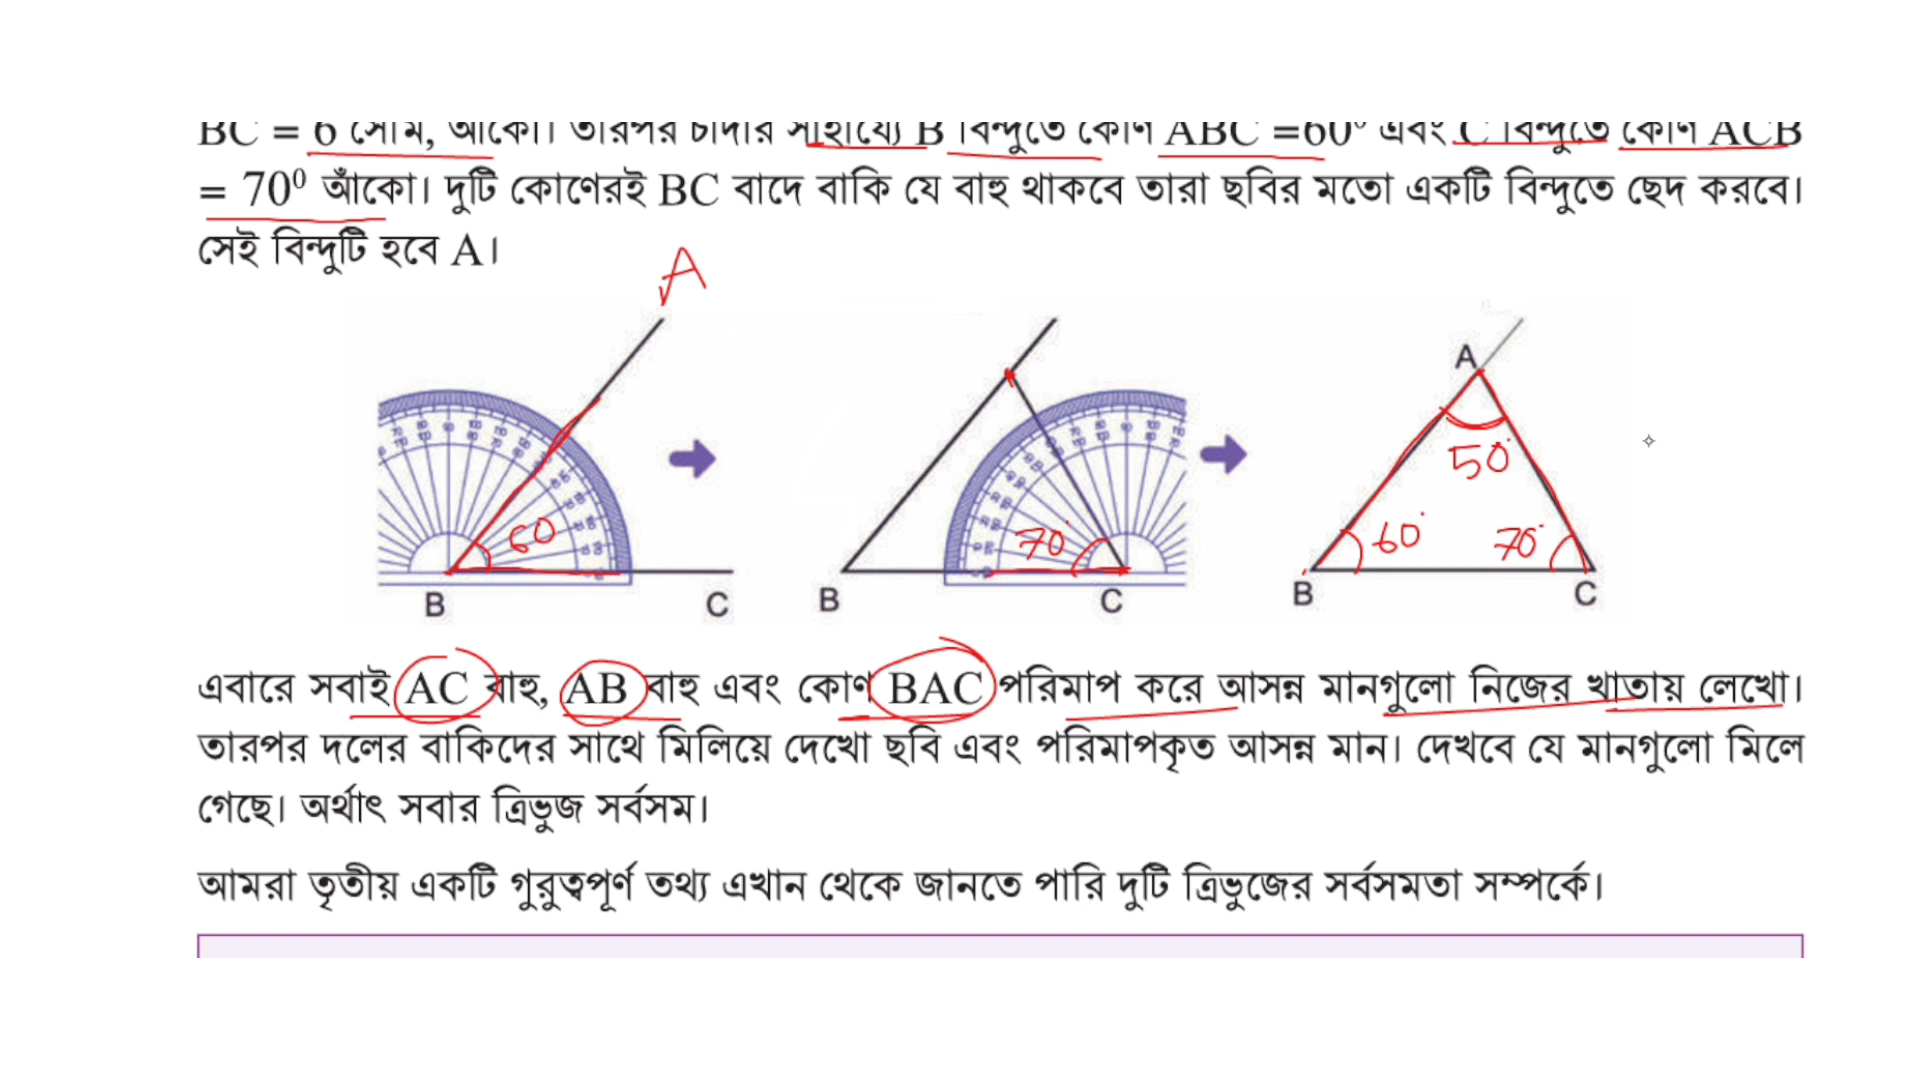 BC = 6 সেমি, আঁকো। তারপর চাঁদার সাহায্যে B বিন্দুতে কোণ ABC =60⁰ এবং C বিন্দুতে কোণ ACB
= 70⁰ আঁকো। দুটি কোণেরই BC বাদে বাকি যে বাহু থাকবে তারা ছবির মতো একটি বিন্দুতে ছেদ করবে।
সেই বিন্দুটি হবে A।
A
A
50°
60
70°
60°
70°
B
C
B
C
B
C
এবারে সবাই AC বাহু, AB বাহু এবং কোণ BAC পরিমাপ করে আসন্ন মানগুলো নিজের খাতায় লেখো।
তারপর দলের বাকিদের সাথে মিলিয়ে দেখো ছবি এবং পরিমাপকৃত আসন্ন মান। দেখবে যে মানগুলো মিলে
গেছে। অর্থাৎ সবার ত্রিভুজ সর্বসম।
আমরা তৃতীয় একটি গুরুত্বপূর্ণ তথ্য এখান থেকে জানতে পারি দুটি ত্রিভুজের সর্বসমতা সম্পর্কে।